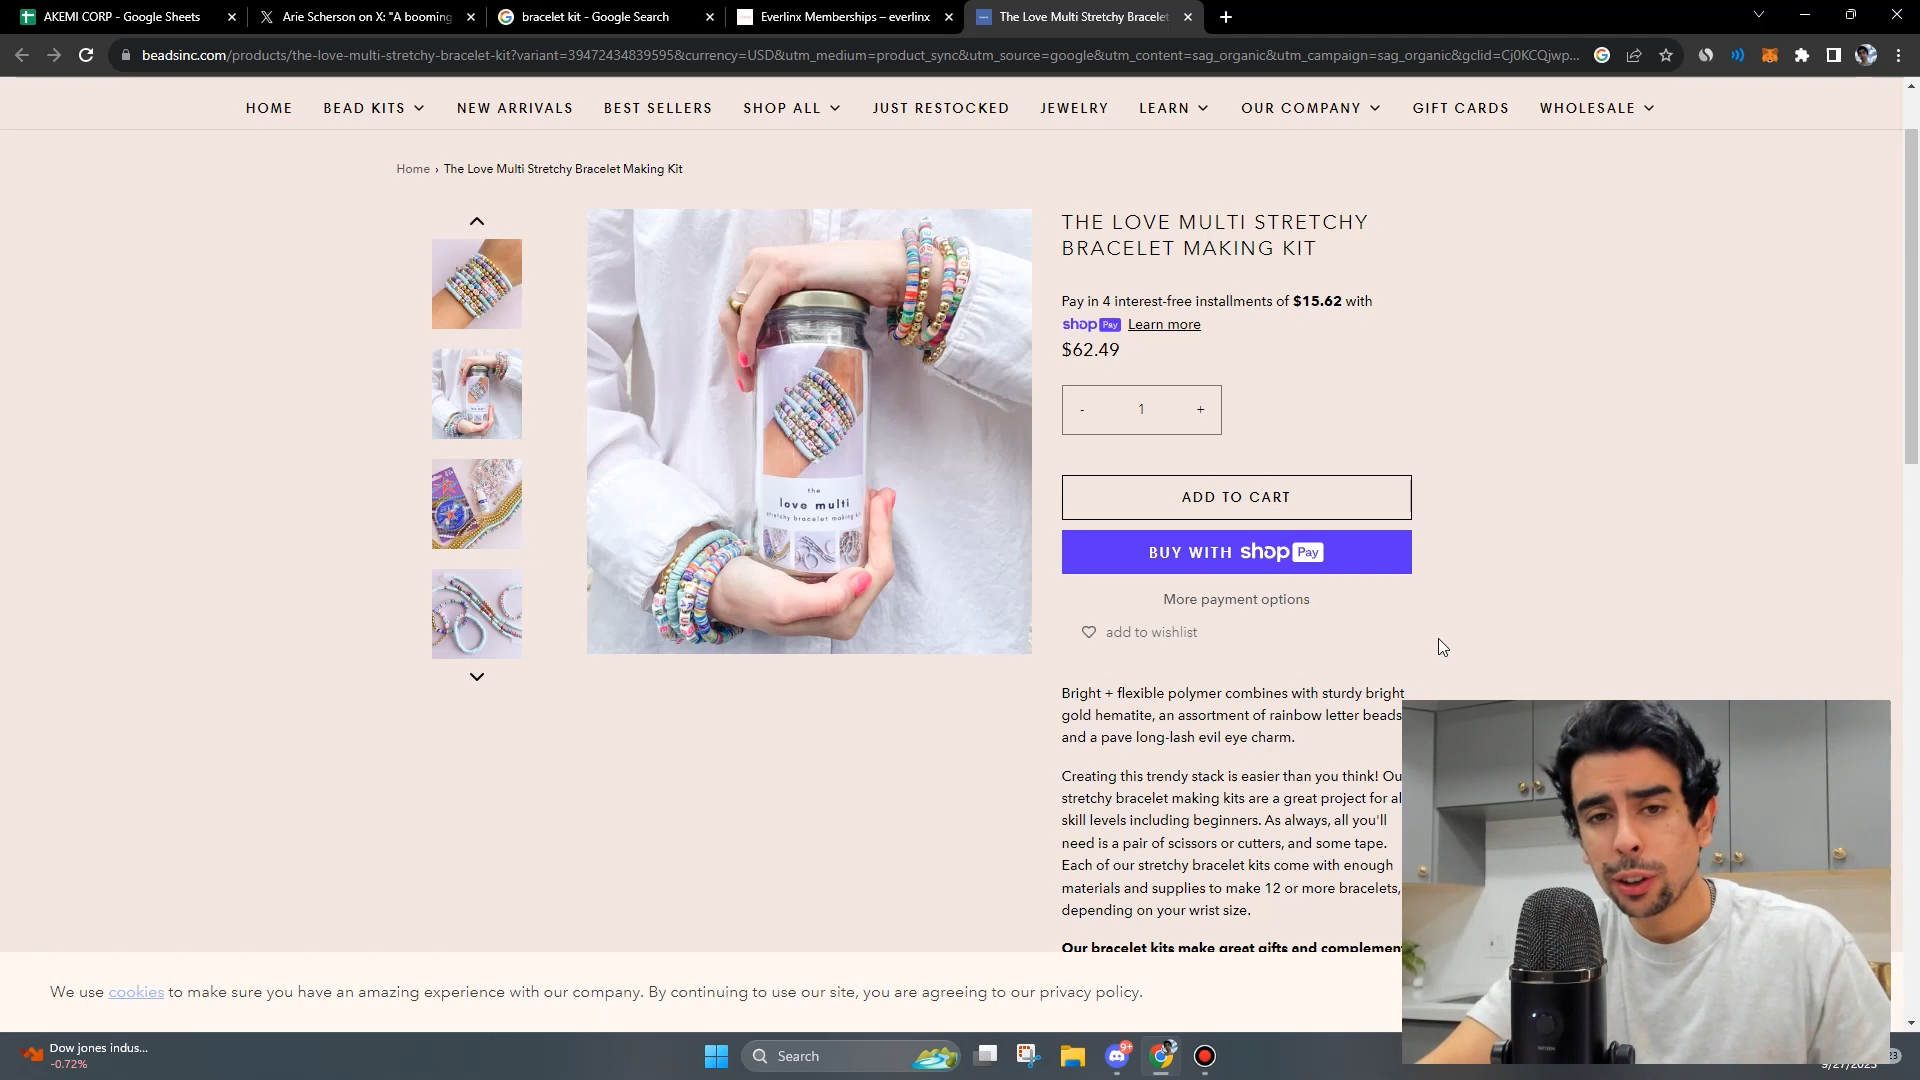 AKEMI CORP - Google Sheets
Arie Scherson on X: "A booming
bracelet kit - Google Search
Everlinx Memberships – everlinx
The Love Multi Stretchy Bracelet
beadsinc.com/products/the-love-multi-stretchy-bracelet-kit?variant=39472434839595&currency=USD&utm_medium=product_sync&utm_source=google&utm_content=sag_organic&utm_campaign=sag_organic&gclid=Cj0KCQjwp...
HOME BEAD KITS NEW ARRIVALS BEST SELLERS SHOP ALL JUST RESTOCKED JEWELRY LEARN OUR COMPANY GIFT CARDS WHOLESALE
Home › The Love Multi Stretchy Bracelet Making Kit
the
love multi
stretchy bracelet making kit
THE LOVE MULTI STRETCHY
BRACELET MAKING KIT
Pay in 4 interest-free installments of $15.62 with
shop Pay Learn more
$62.49
- 1 +
ADD TO CART
BUY WITH shop Pay
More payment options
add to wishlist
Bright + flexible polymer combines with sturdy bright
gold hematite, an assortment of rainbow letter beads
and a pave long-lash evil eye charm.
Creating this trendy stack is easier than you think! Ou
stretchy bracelet making kits are a great project for al
skill levels including beginners. As always, all you'll
need is a pair of scissors or cutters, and some tape.
Each of our stretchy bracelet kits come with enough
materials and supplies to make 12 or more bracelets,
depending on your wrist size.
Our bracelet kits make great gifts and complemen
We use cookies to make sure you have an amazing experience with our company. By continuing to use our site, you are agreeing to our privacy policy.
Dow jones indus...
-0.72%
Search
9+
9/27/2023
23